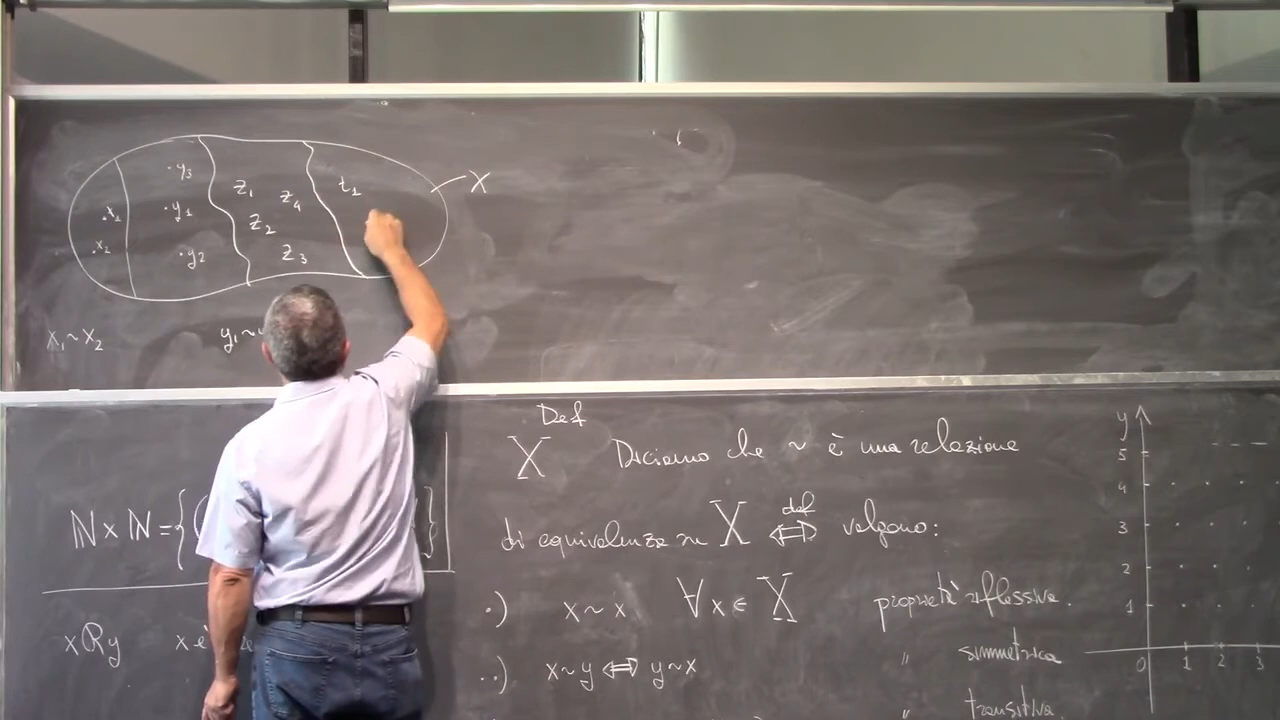 X
y3
z1
z4
t1
x1
y1
z2
x2
y2
z3
x1 ~ x2
y1 ~
Def
X Diciamo che ~ è una relazione
di equivalenza su X ⇔ def valgono:
N x N = {(
}
.) x ~ x ∀ x ∈ X proprietà riflessiva.
x R y x è
..) x ~ y ⇔ y ~ x " simmetrica
" transitiva
y
5
4
3
2
1
0 1 2 3